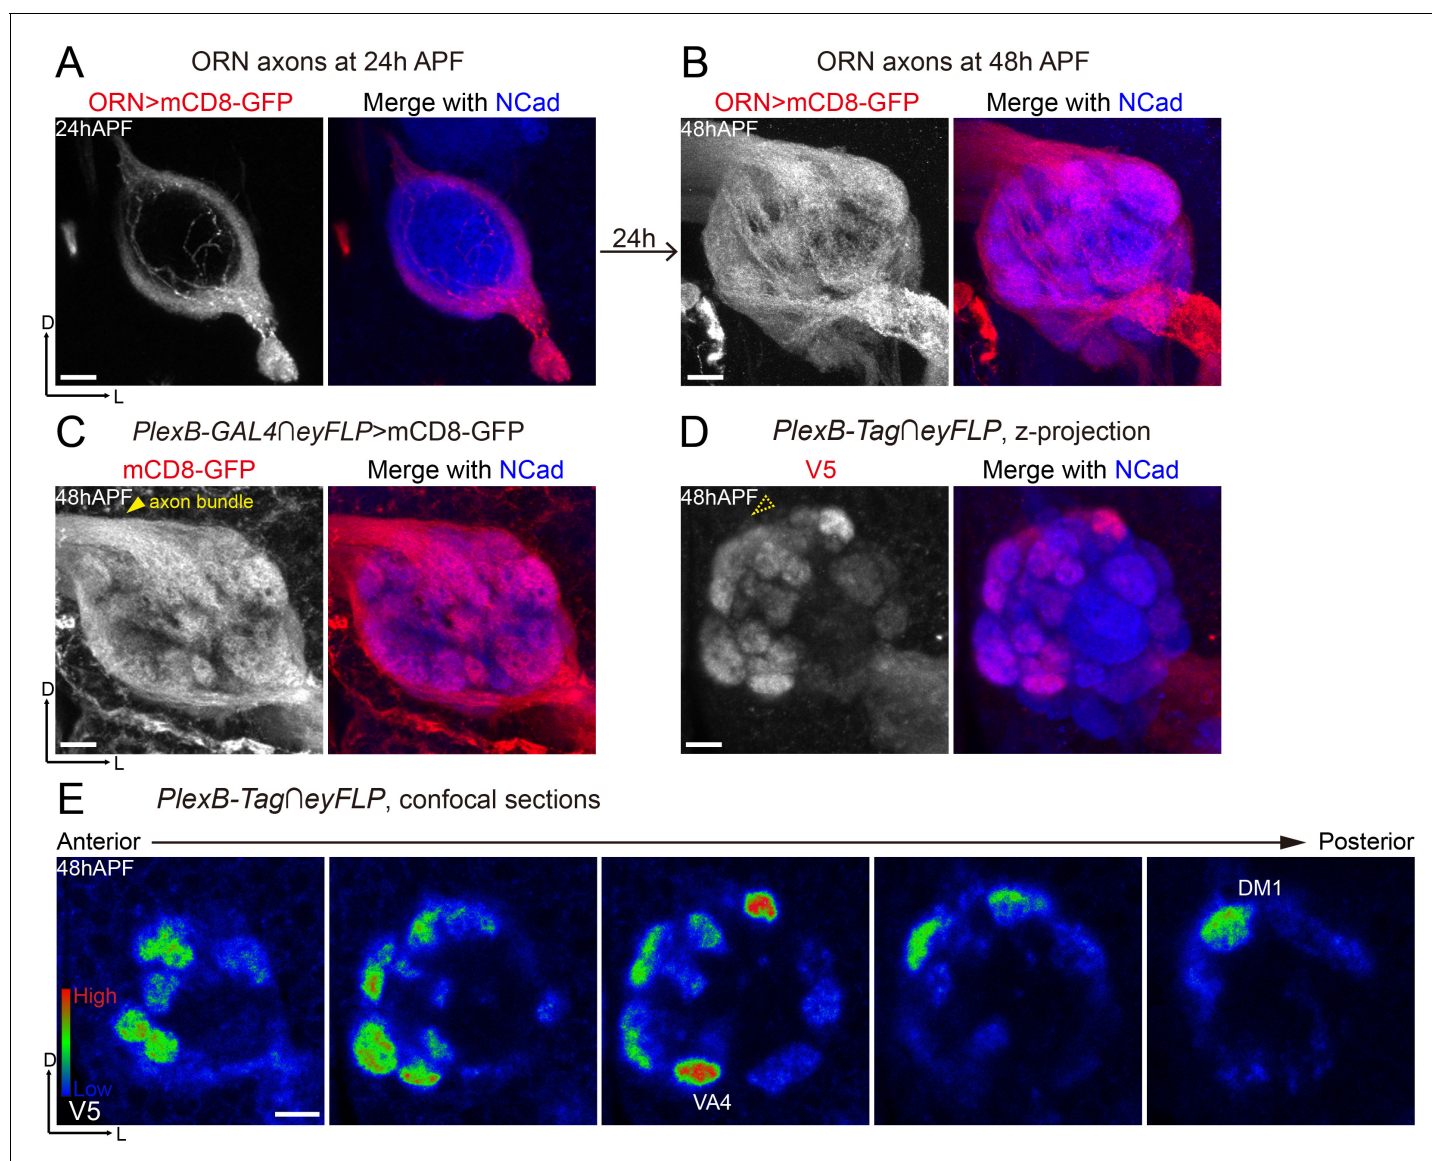 A
ORN axons at 24h APF
ORN>mCD8-GFP
Merge with NCad
24hAPF
D
L
24h
B
ORN axons at 48h APF
ORN>mCD8-GFP
Merge with NCad
48hAPF
C
PlexB-GAL4∩eyFLP>mCD8-GFP
mCD8-GFP
Merge with NCad
48hAPF
axon bundle
D
L
D
PlexB-Tag∩eyFLP, z-projection
V5
Merge with NCad
48hAPF
E
PlexB-Tag∩eyFLP, confocal sections
Anterior
Posterior
48hAPF
High
Low
V5
D
L
VA4
DM1